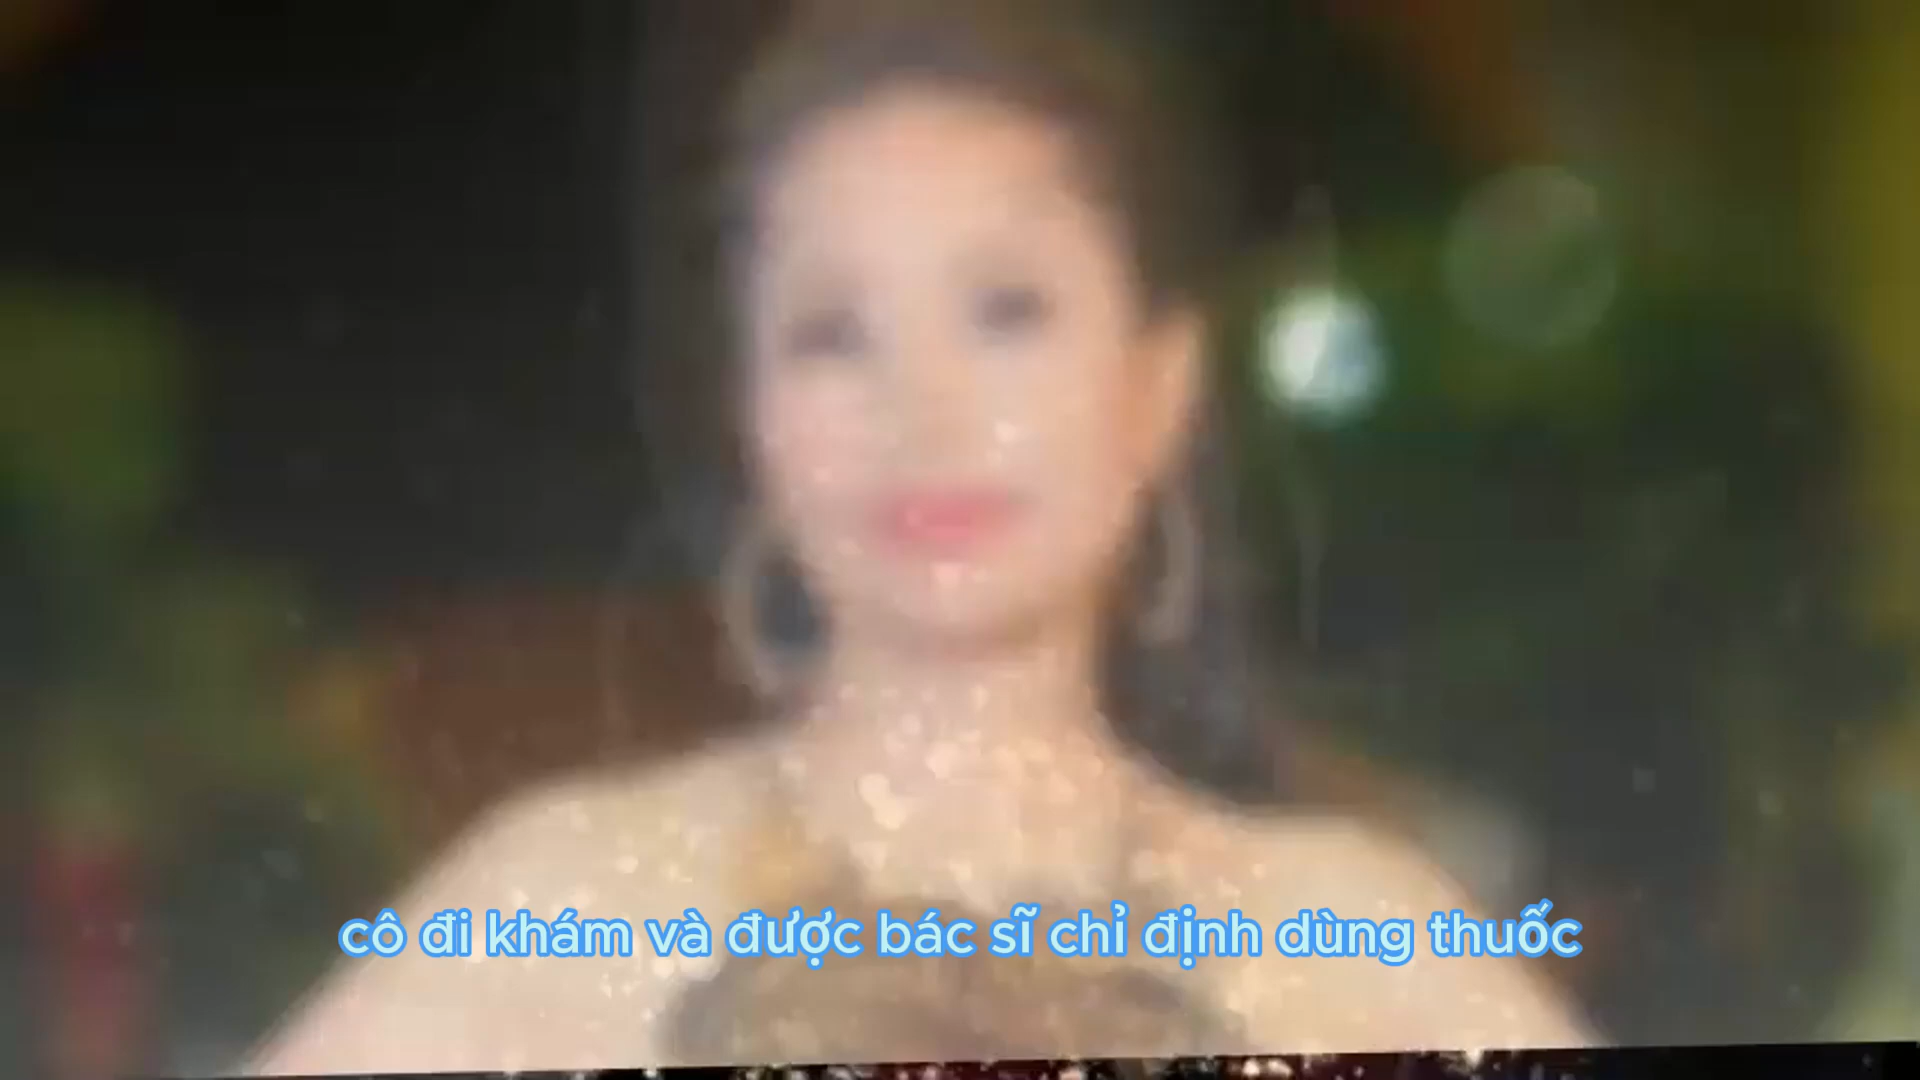 cô đi khám và được bác sĩ chỉ định dùng thuốc